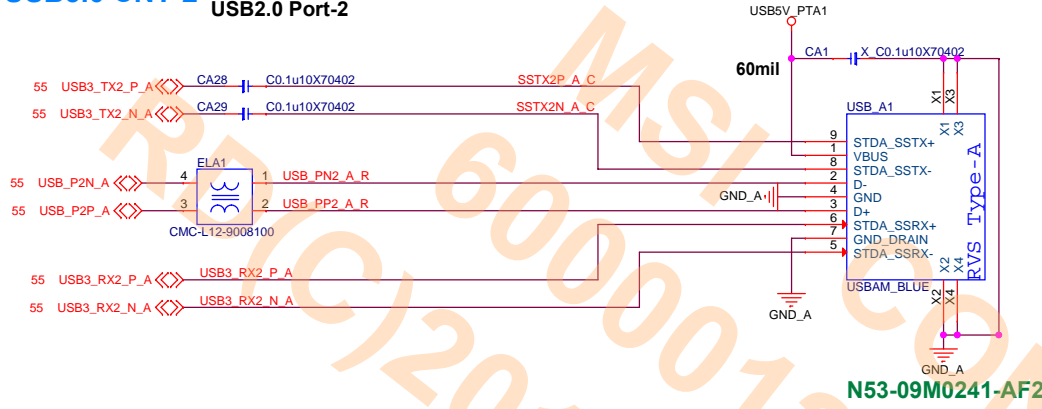 USB2.0 Port-2
USB5V_PTA1
60mil
CA1 X_C0.1u10X70402
55 USB3_TX2_P_A CA28 C0.1u10X70402 SSTX2P_A_C
55 USB3_TX2_N_A CA29 C0.1u10X70402 SSTX2N_A_C
X1 X3
USB_A1
X1 X3
9 STDA_SSTX+
1 VBUS
8 STDA_SSTX-
2 D-
4 GND
3 D+
6 STDA_SSRX+
7 GND_DRAIN
5 STDA_SSRX-
RVS Type-A
X2 X4
USBAM_BLUE
X2 X4
ELA1
55 USB_P2N_A 4 1 USB_PN2_A_R
55 USB_P2P_A 3 2 USB_PP2_A_R
CMC-L12-9008100
GND_A
55 USB3_RX2_P_A USB3_RX2_P_A
55 USB3_RX2_N_A USB3_RX2_N_A
GND_A
GND_A
N53-09M0241-AF2
MSI